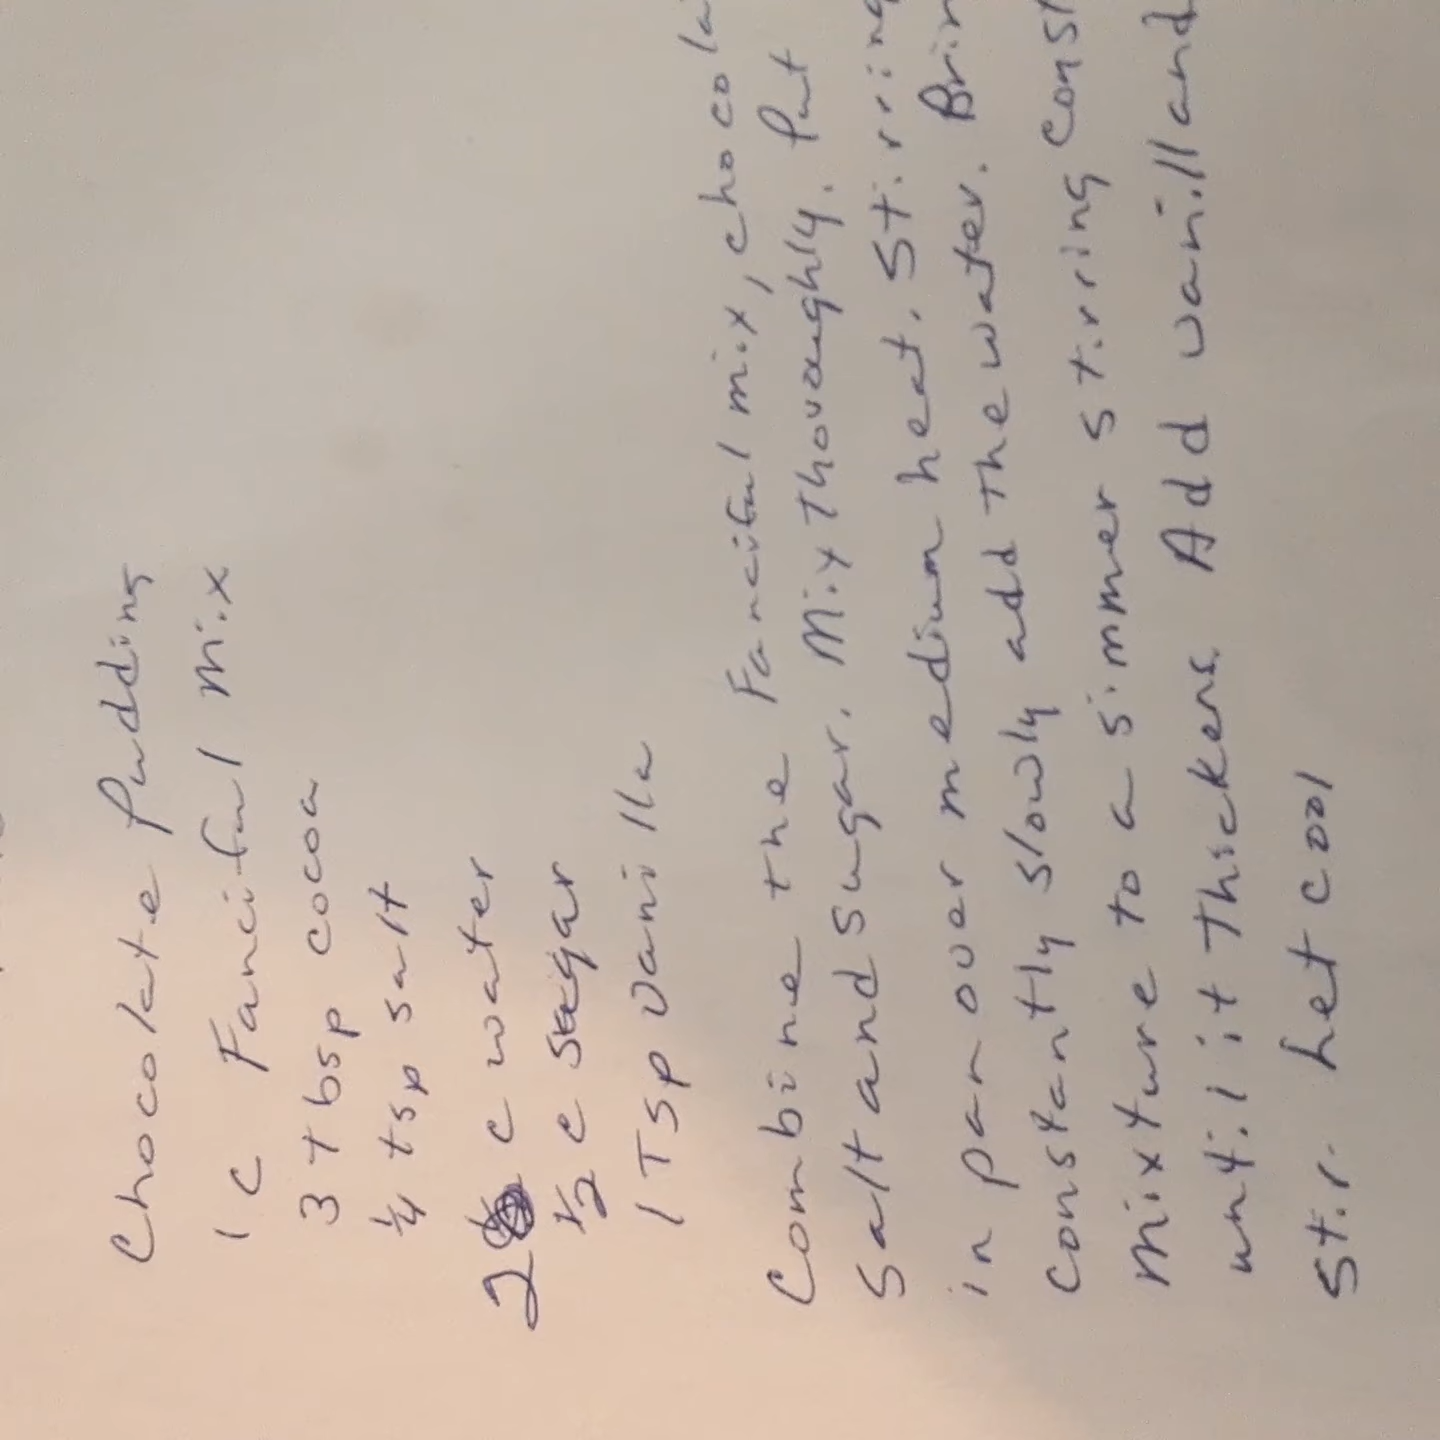 Chocolate Pudding
1 c Fanciful mix
3 tbsp cocoa
1/4 tsp salt
2 c water
1/2 c sugar
1 Tsp vanilla
Combine the Fanciful mix, chocola
salt and sugar. Mix thoroughly. Put
in pan over medium heat. Stirring
constantly slowly add the water. Brin
mixture to a simmer stirring const
until it thickens Add vanill and
stir. Let cool